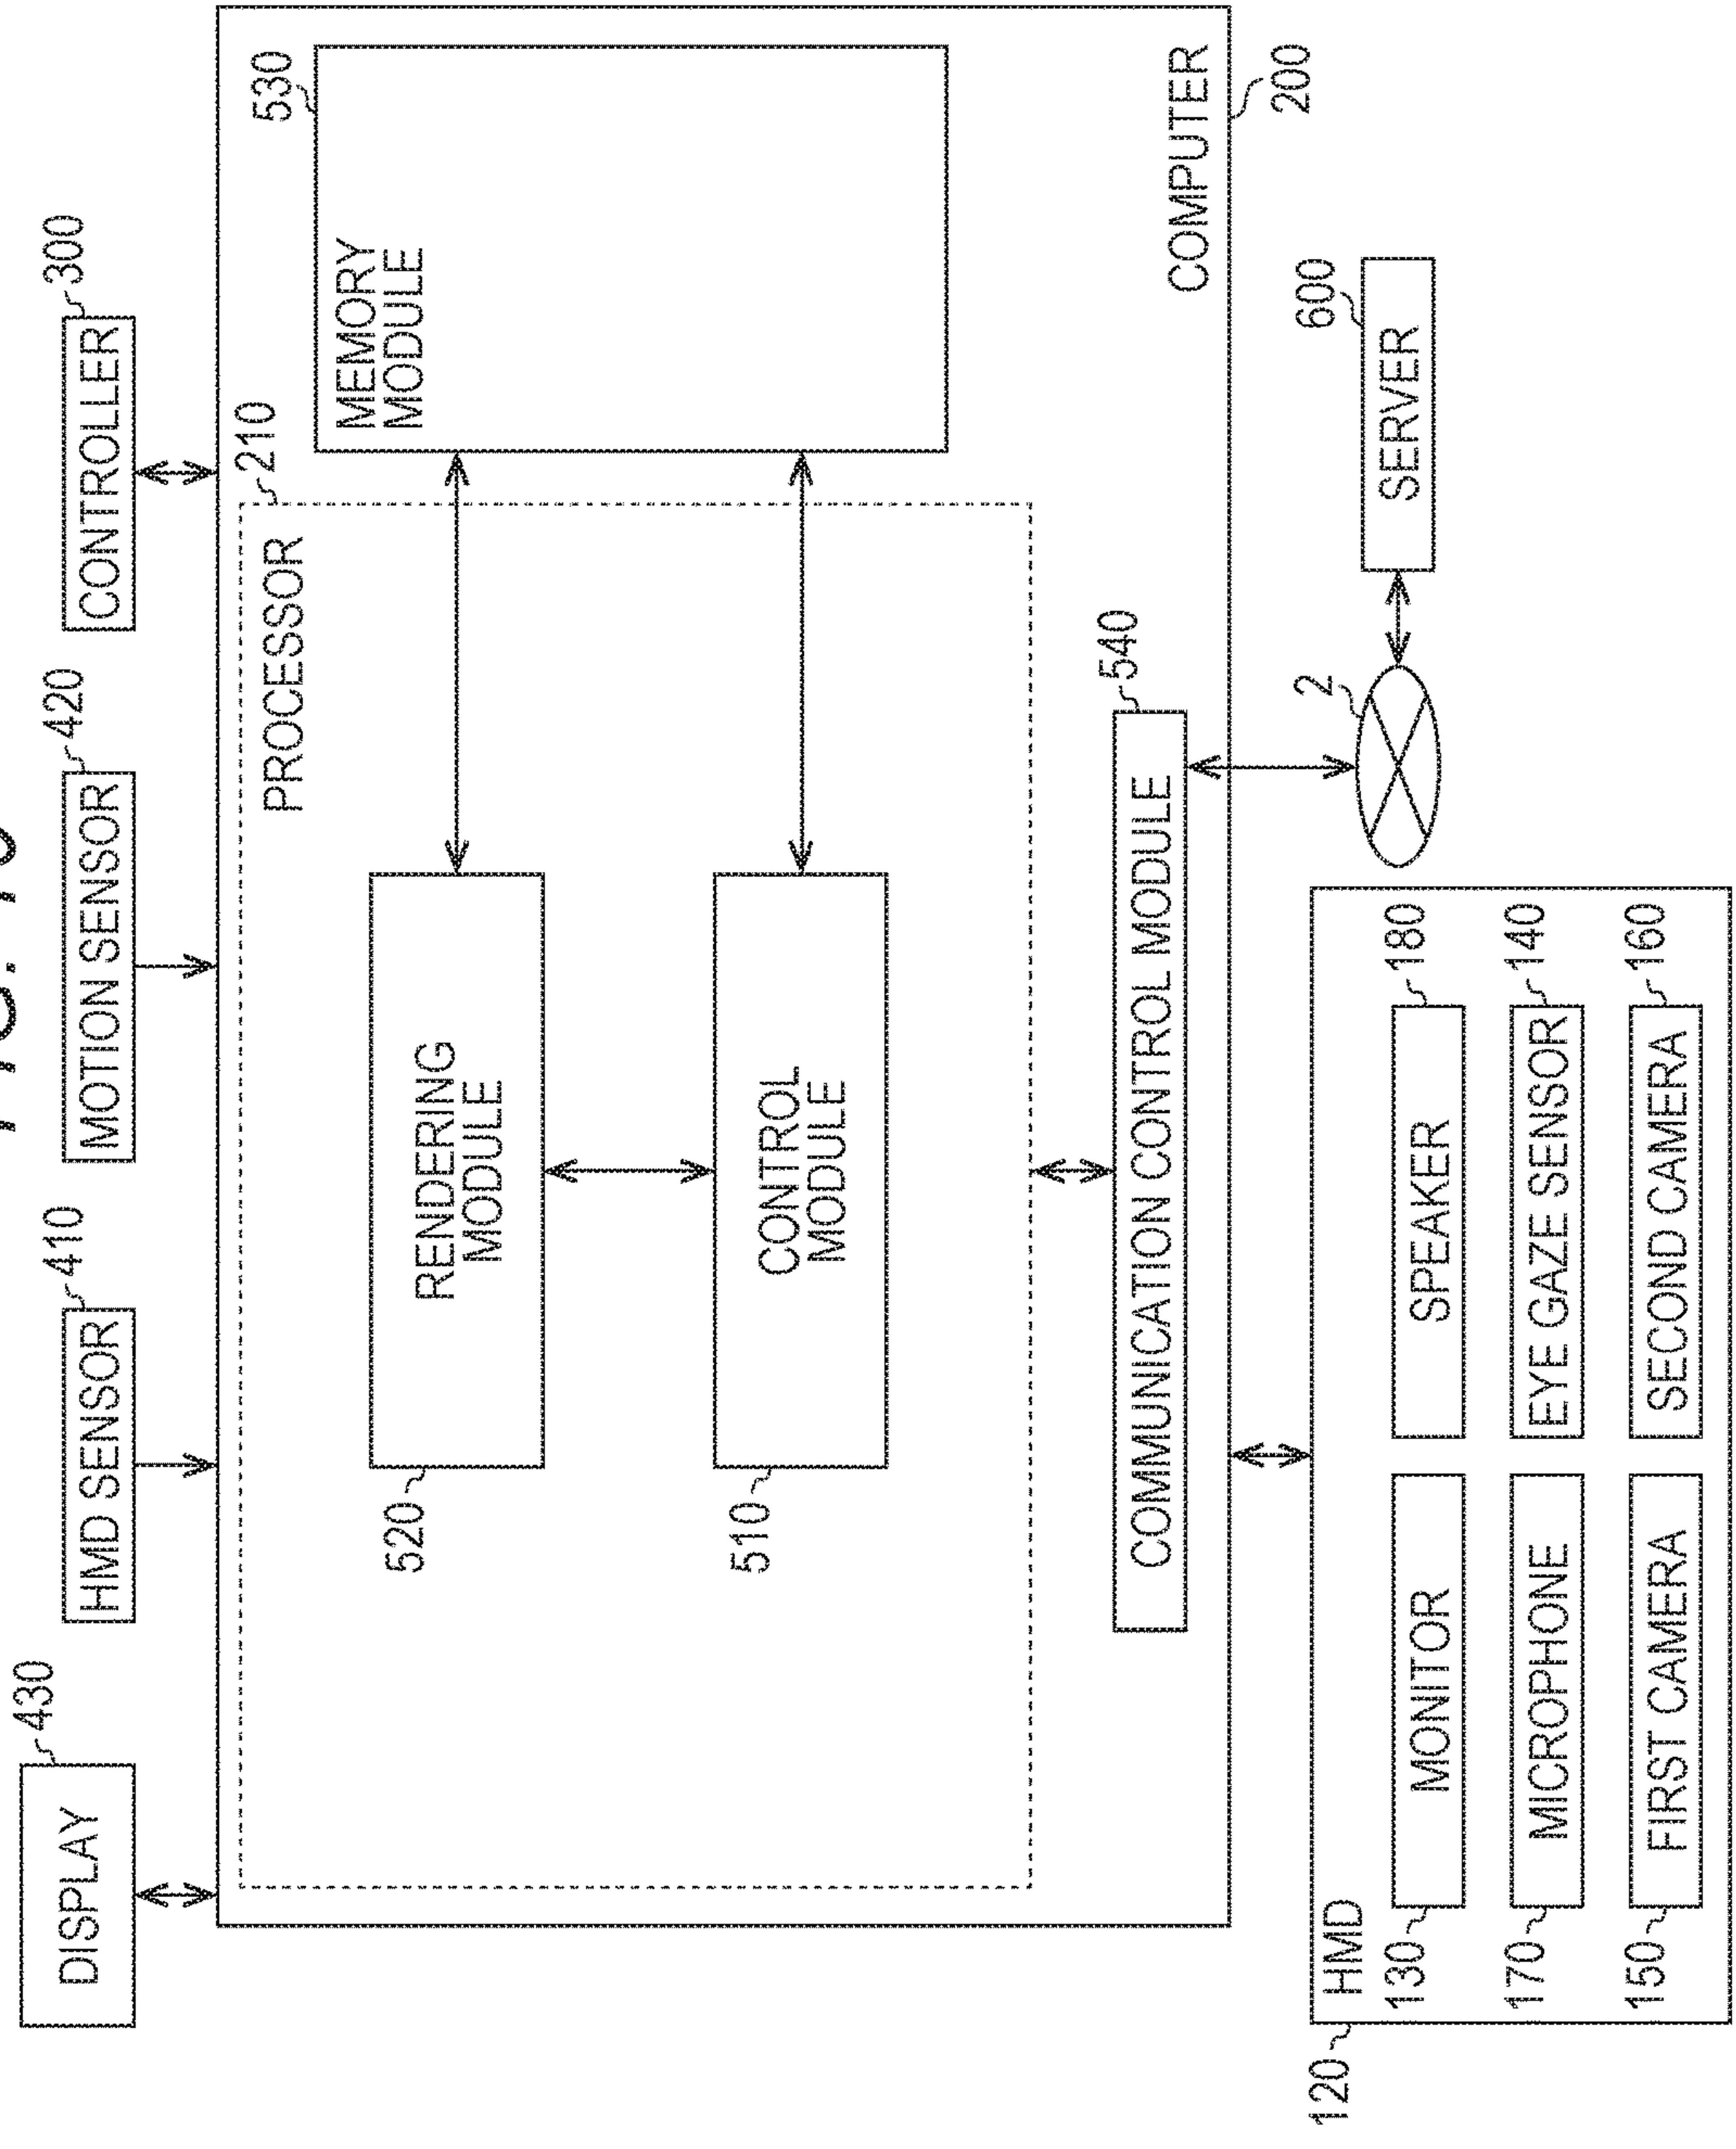 430
410
420
300
DISPLAY
HMD SENSOR
MOTION SENSOR
CONTROLLER
210
530
PROCESSOR
MEMORY
MODULE
520
RENDERING
MODULE
510
CONTROL
MODULE
540
COMMUNICATION CONTROL MODULE
COMPUTER
200
120
HMD
2
600
SERVER
130
MONITOR
SPEAKER
180
170
MICROPHONE
EYE GAZE SENSOR
140
150
FIRST CAMERA
SECOND CAMERA
160